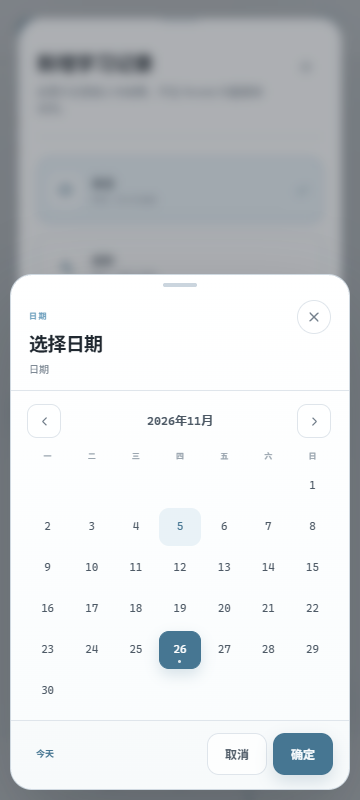 日期
选择日期
日期
2026年11月
一 二 三 四 五 六 日
1
2 3 4 5 6 7 8
9 10 11 12 13 14 15
16 17 18 19 20 21 22
23 24 25 26 27 28 29
30
今天 取消 确定